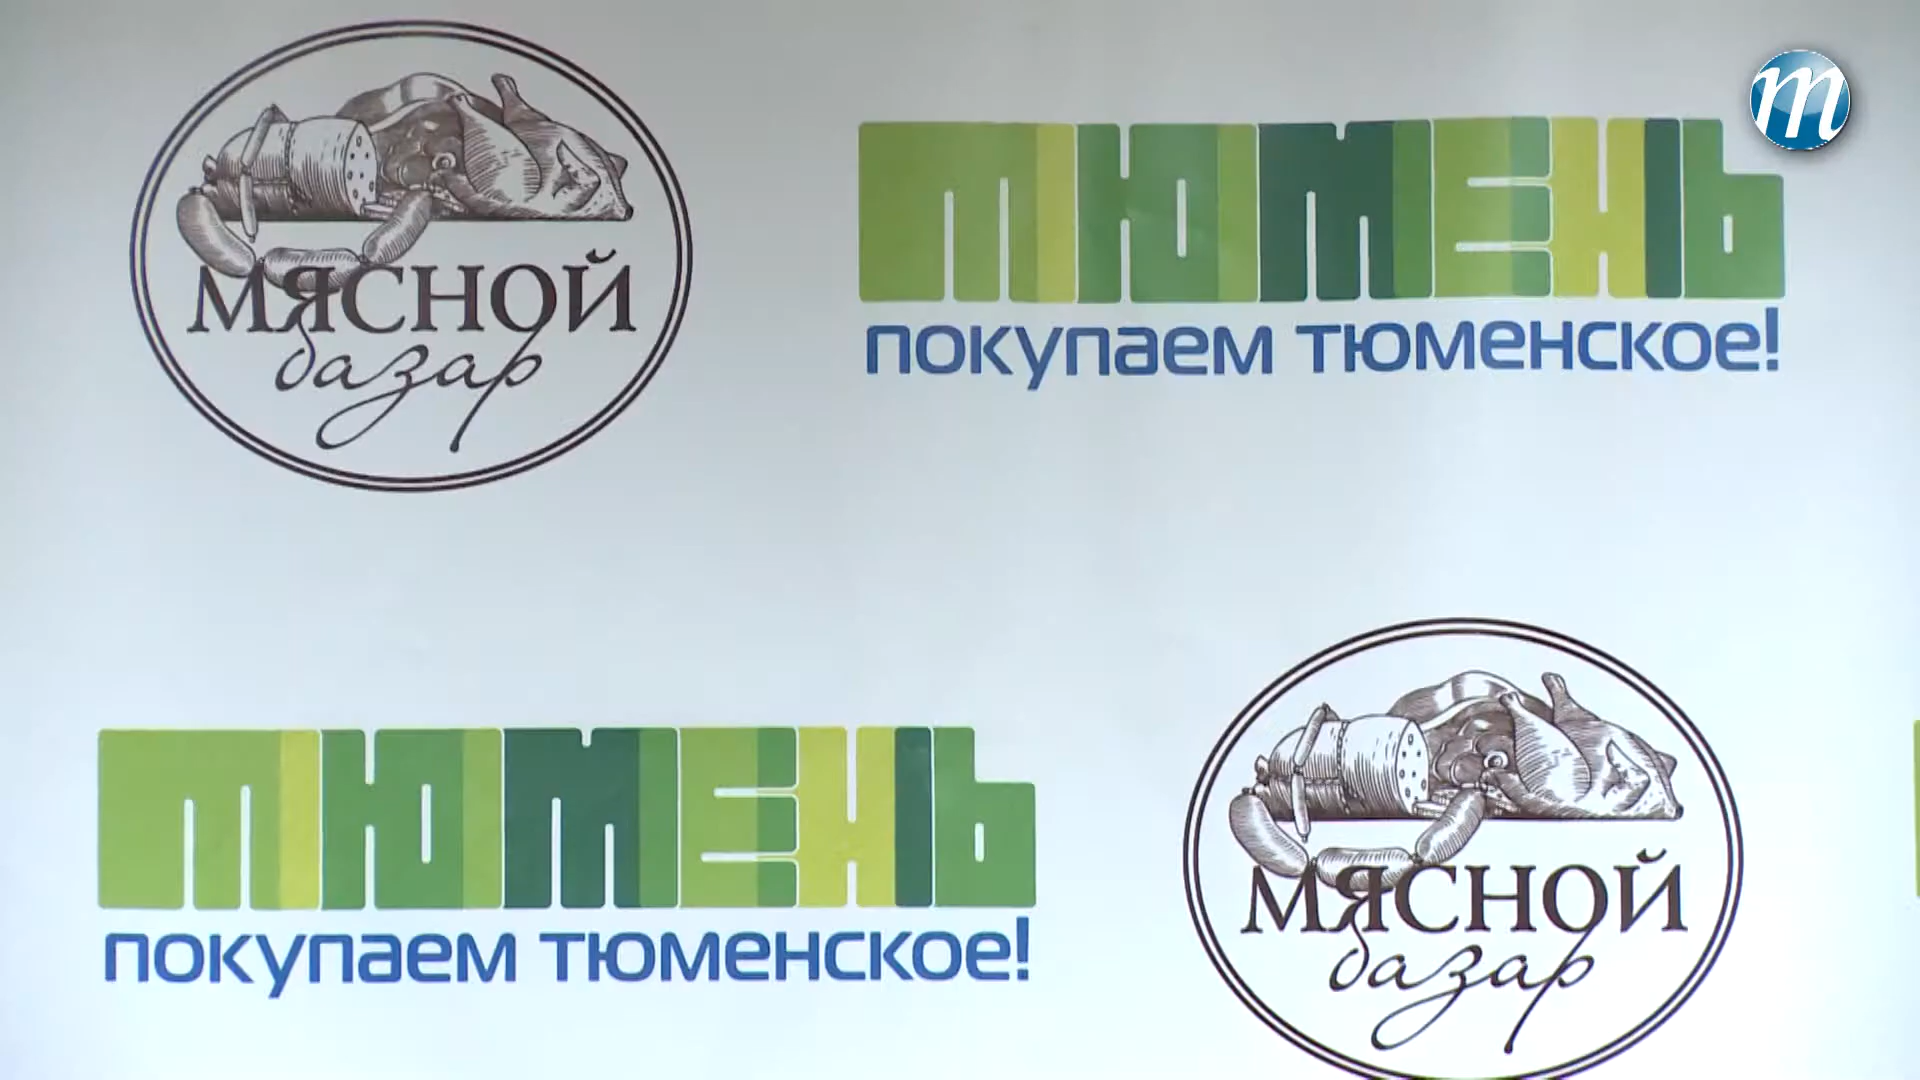 МЯСНОЙ
базар
ТЮМЕНЬ
покупаем тюменское!
m
ТЮМЕНЬ
покупаем тюменское!
МЯСНОЙ
базар